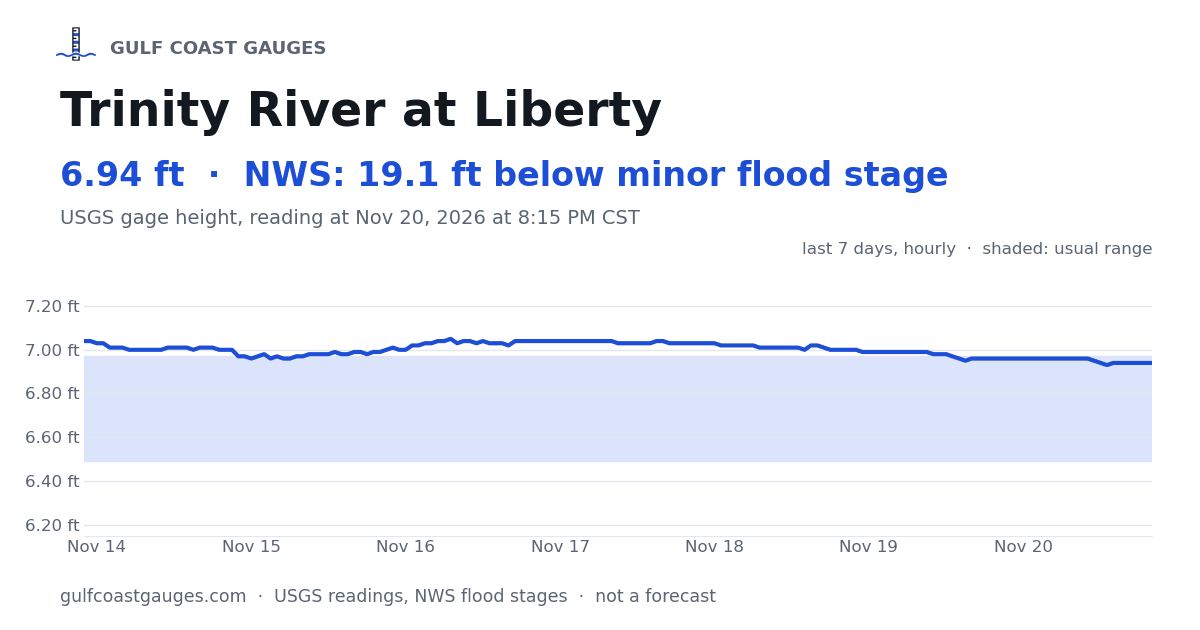 GULF COAST GAUGES
Trinity River at Liberty
6.94 ft · NWS: 19.1 ft below minor flood stage
USGS gage height, reading at Nov 20, 2026 at 8:15 PM CST
last 7 days, hourly · shaded: usual range
7.20 ft
7.00 ft
6.80 ft
6.60 ft
6.40 ft
6.20 ft
Nov 14 Nov 15 Nov 16 Nov 17 Nov 18 Nov 19 Nov 20
gulfcoastgauges.com · USGS readings, NWS flood stages · not a forecast